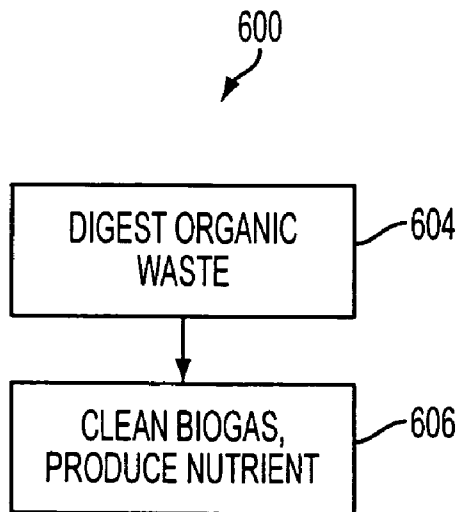 600
DIGEST ORGANIC
WASTE
604
CLEAN BIOGAS,
PRODUCE NUTRIENT
606